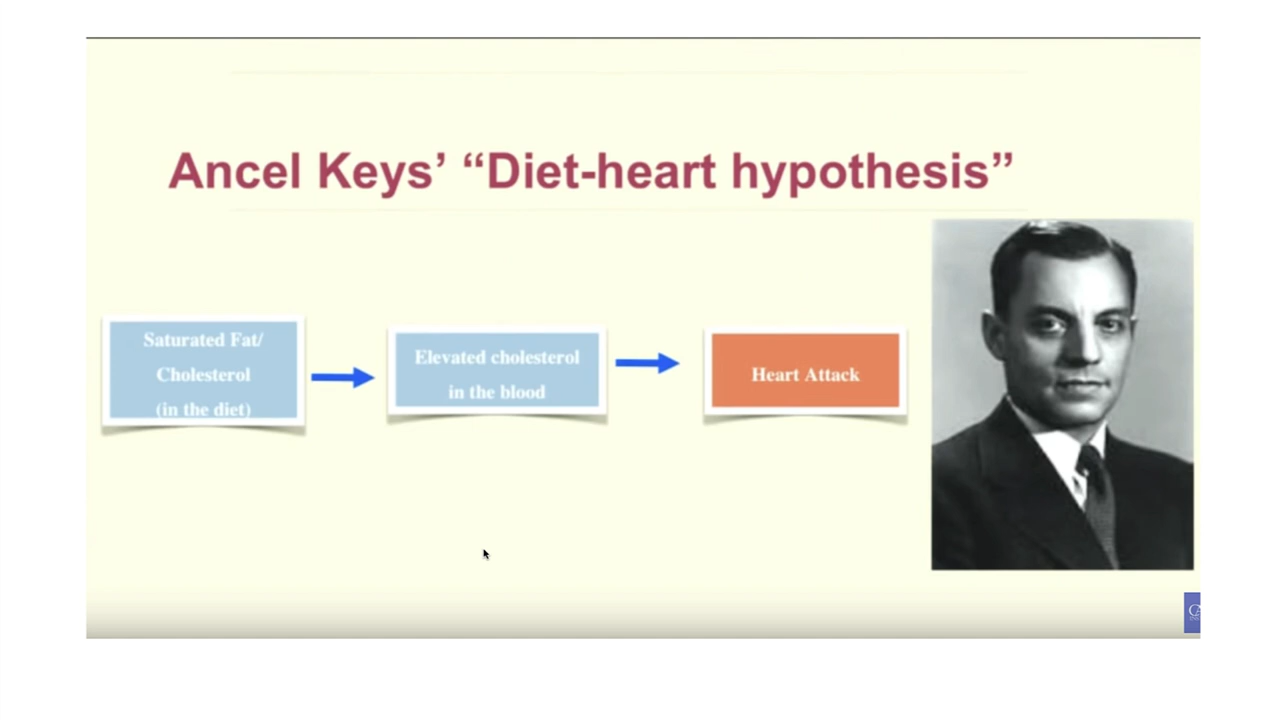 Ancel Keys’ “Diet-heart hypothesis”
Saturated Fat/
Cholesterol
(in the diet)
Elevated cholesterol
in the blood
Heart Attack